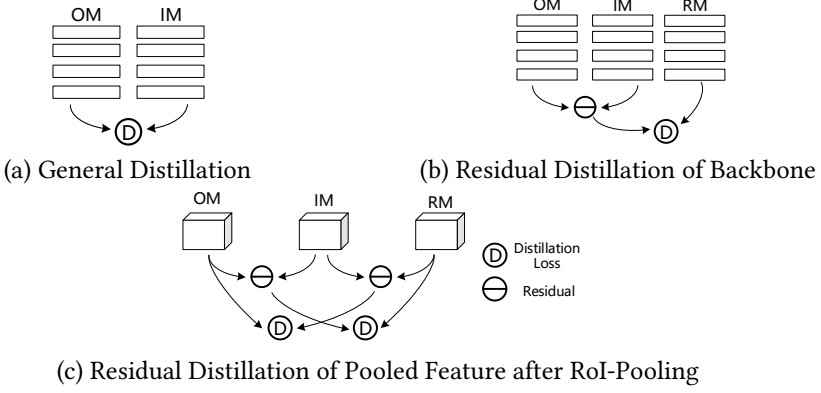 OM IM
D
(a) General Distillation
OM IM RM
D
(b) Residual Distillation of Backbone
OM IM RM
D Distillation Loss
Residual
D D
(c) Residual Distillation of Pooled Feature after RoI-Pooling